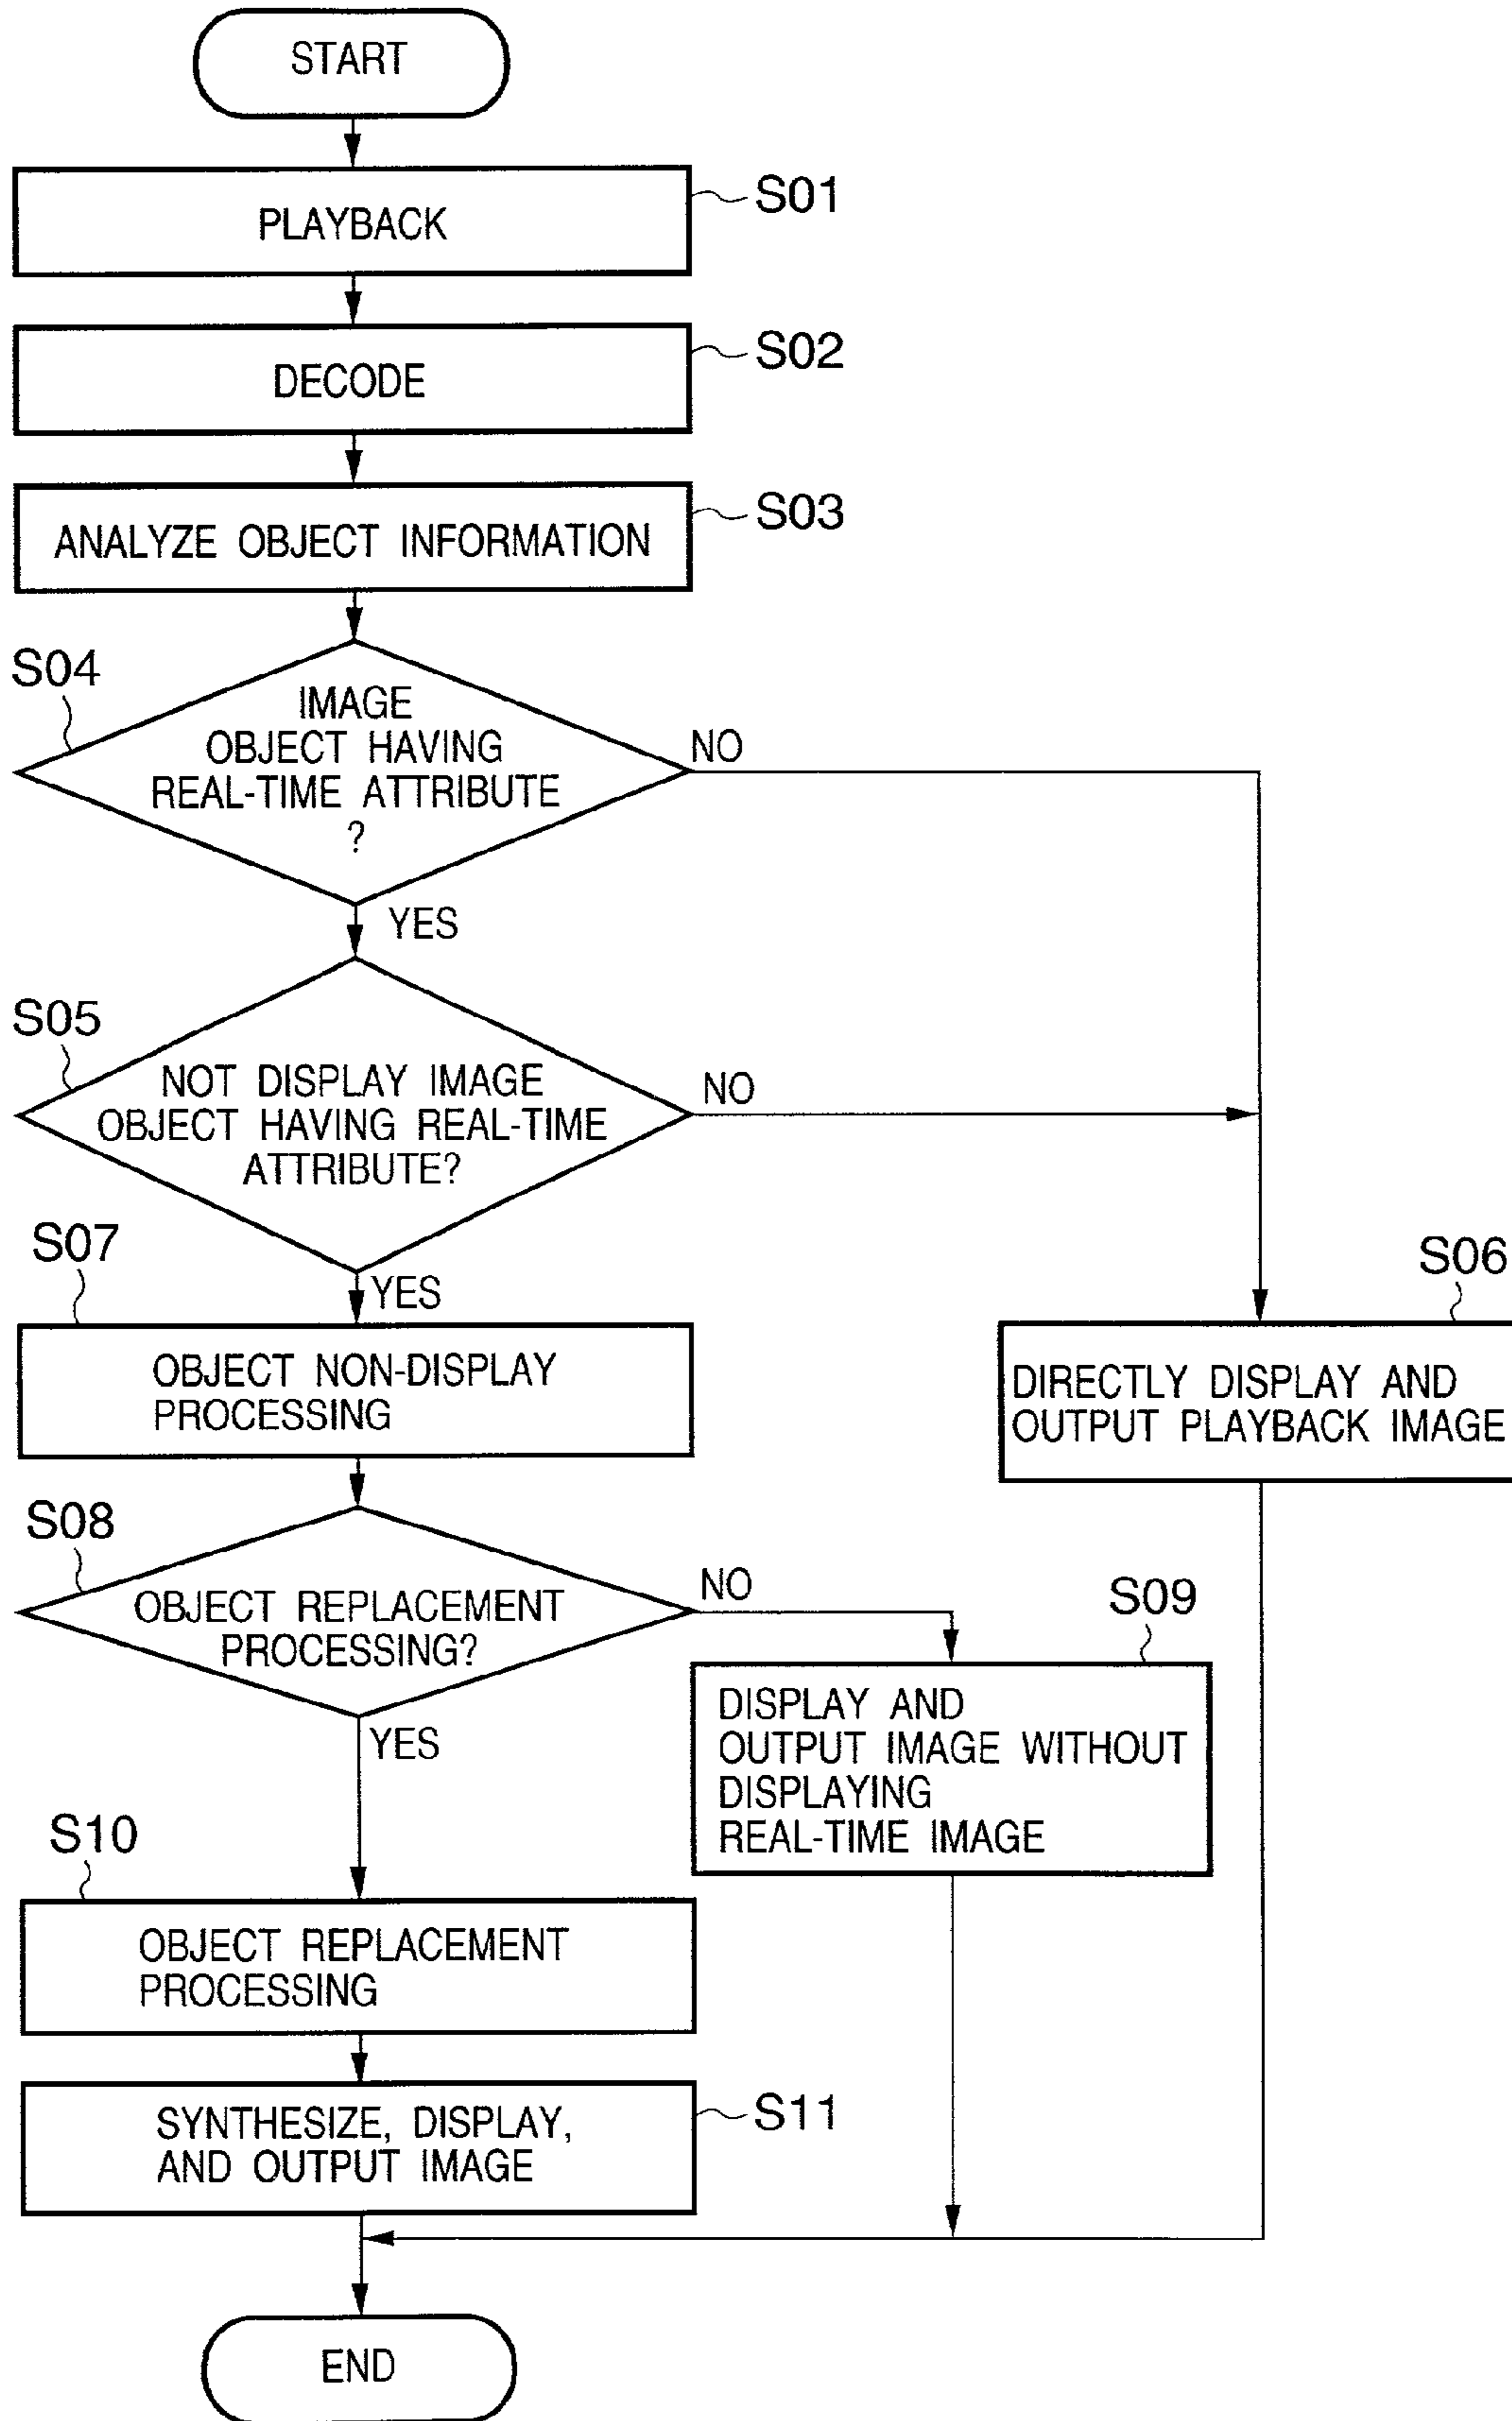 START
PLAYBACK
S01
DECODE
S02
ANALYZE OBJECT INFORMATION
S03
S04
IMAGE
OBJECT HAVING
REAL-TIME ATTRIBUTE
?
NO
YES
S05
NOT DISPLAY IMAGE
OBJECT HAVING REAL-TIME
ATTRIBUTE?
NO
YES
S07
OBJECT NON-DISPLAY
PROCESSING
S06
DIRECTLY DISPLAY AND
OUTPUT PLAYBACK IMAGE
S08
OBJECT REPLACEMENT
PROCESSING?
NO
YES
S09
DISPLAY AND
OUTPUT IMAGE WITHOUT
DISPLAYING
REAL-TIME IMAGE
S10
OBJECT REPLACEMENT
PROCESSING
SYNTHESIZE, DISPLAY,
AND OUTPUT IMAGE
S11
END